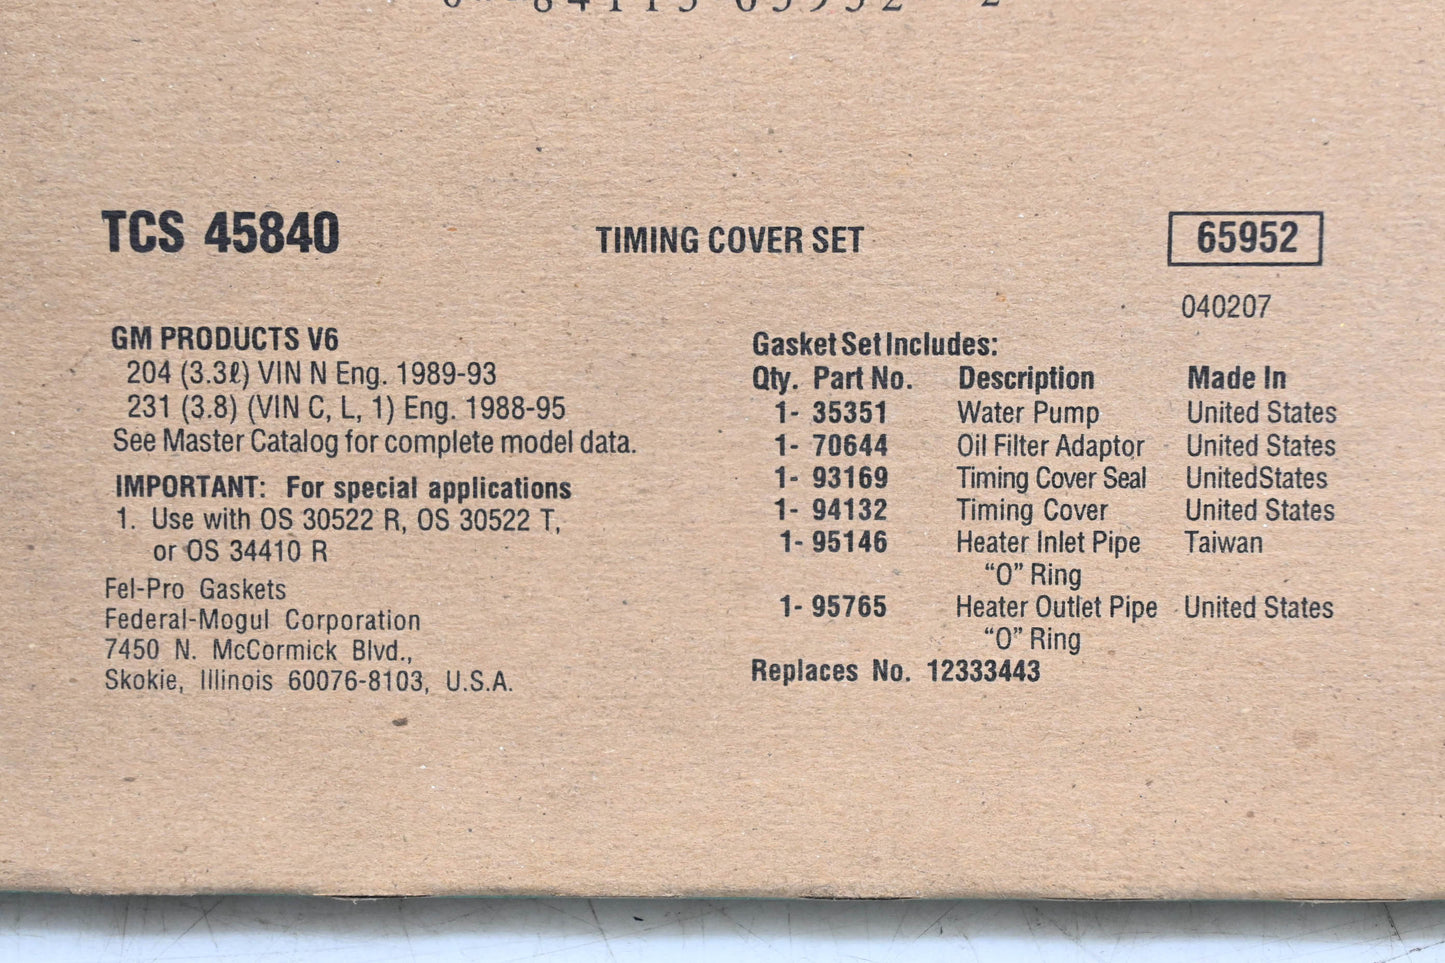 84113 65952 2
TCS 45840
TIMING COVER SET
65952
040207
GM PRODUCTS V6
204 (3.3ℓ) VIN N Eng. 1989-93
231 (3.8) (VIN C, L, 1) Eng. 1988-95
See Master Catalog for complete model data.
IMPORTANT: For special applications
1. Use with OS 30522 R, OS 30522 T,
or OS 34410 R
Fel-Pro Gaskets
Federal-Mogul Corporation
7450 N. McCormick Blvd.,
Skokie, Illinois 60076-8103, U.S.A.
Gasket Set Includes:
Qty. Part No. Description Made In
1- 35351 Water Pump United States
1- 70644 Oil Filter Adaptor United States
1- 93169 Timing Cover Seal UnitedStates
1- 94132 Timing Cover United States
1- 95146 Heater Inlet Pipe Taiwan
“O” Ring
1- 95765 Heater Outlet Pipe United States
“O” Ring
Replaces No. 12333443